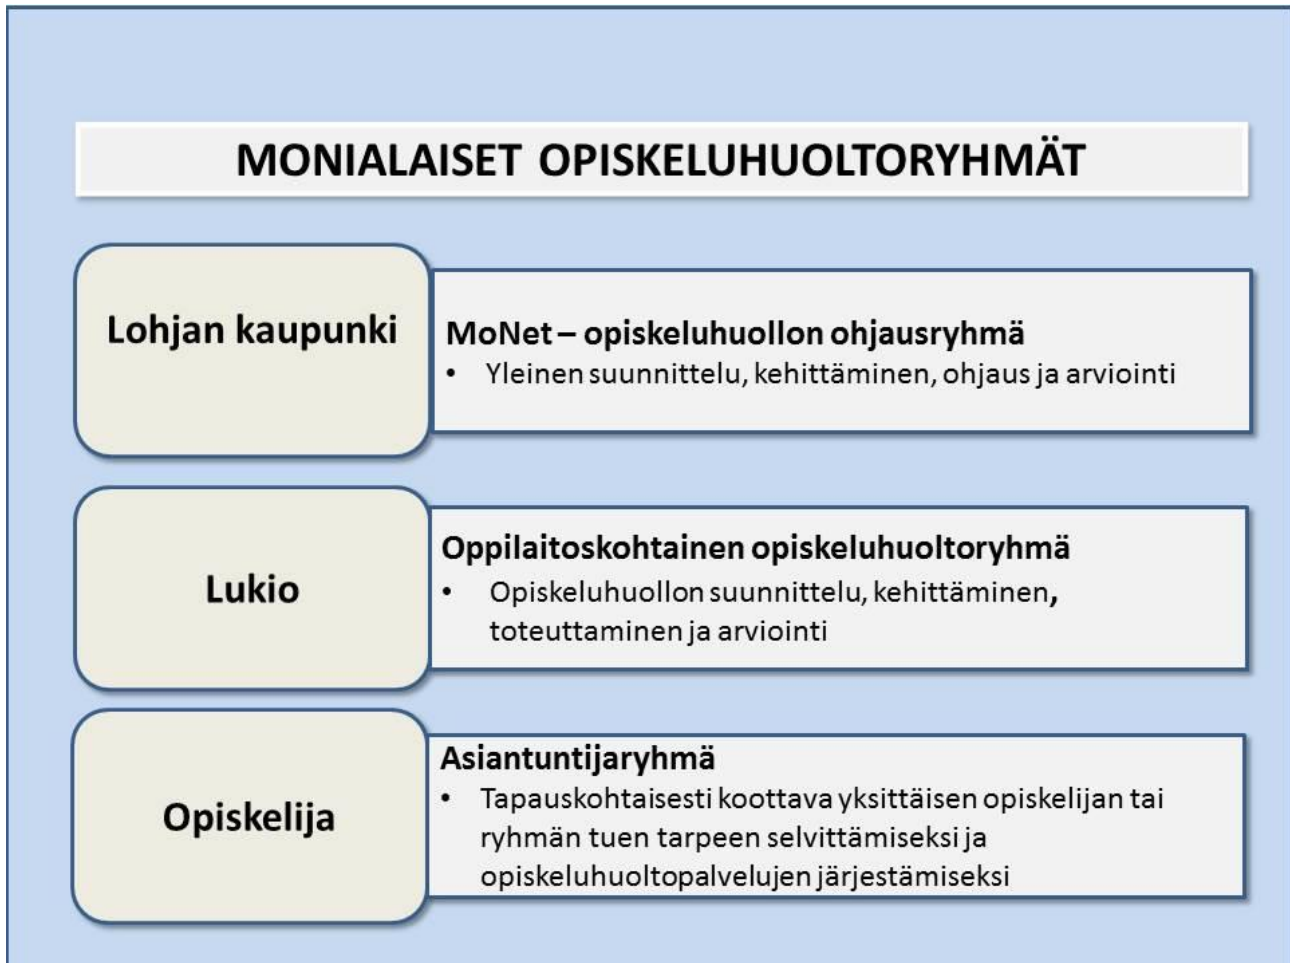 MONIALAISET OPISKELUHUOLTORYHMÄT
Lohjan kaupunki
MoNet – opiskeluhuollon ohjausryhmä
• Yleinen suunnittelu, kehittäminen, ohjaus ja arviointi
Lukio
Oppilaitoskohtainen opiskeluhuoltoryhmä
• Opiskeluhuollon suunnittelu, kehittäminen,
toteuttaminen ja arviointi
Opiskelija
Asiantuntijaryhmä
• Tapauskohtaisesti koottava yksittäisen opiskelijan tai
ryhmän tuen tarpeen selvittämiseksi ja
opiskeluhuoltopalvelujen järjestämiseksi